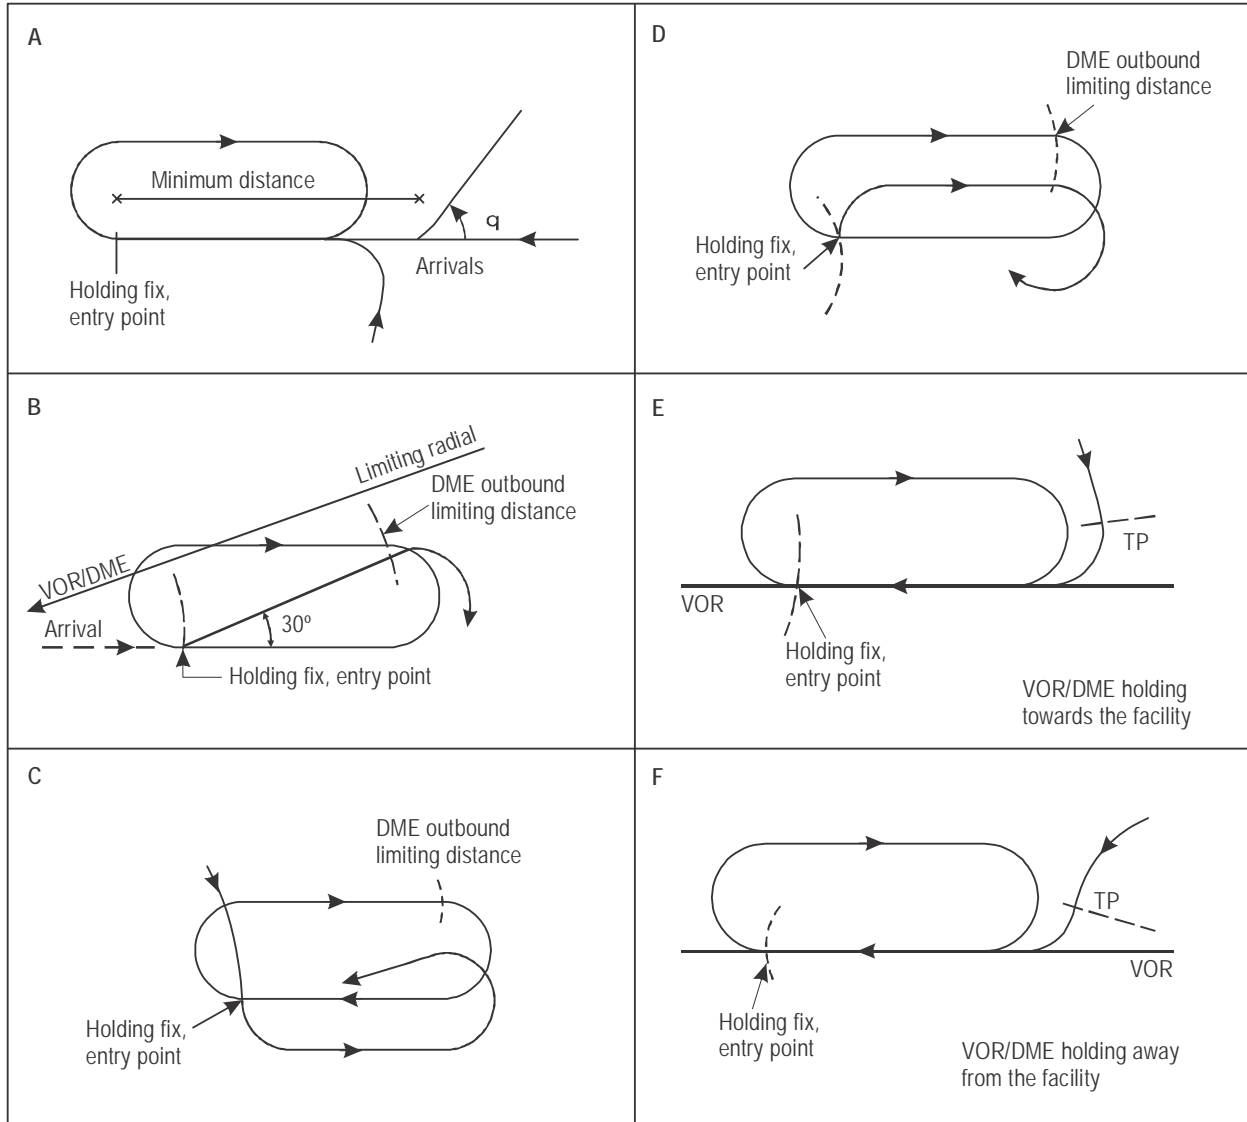 A
Minimum distance
q
Arrivals
Holding fix,
entry point
B
Limiting radial
DME outbound
limiting distance
VOR/DME
Arrival
30º
Holding fix, entry point
C
DME outbound
limiting distance
Holding fix,
entry point
D
DME outbound
limiting distance
Holding fix,
entry point
E
TP
VOR
Holding fix,
entry point
VOR/DME holding
towards the facility
F
TP
VOR
Holding fix,
entry point
VOR/DME holding away
from the facility